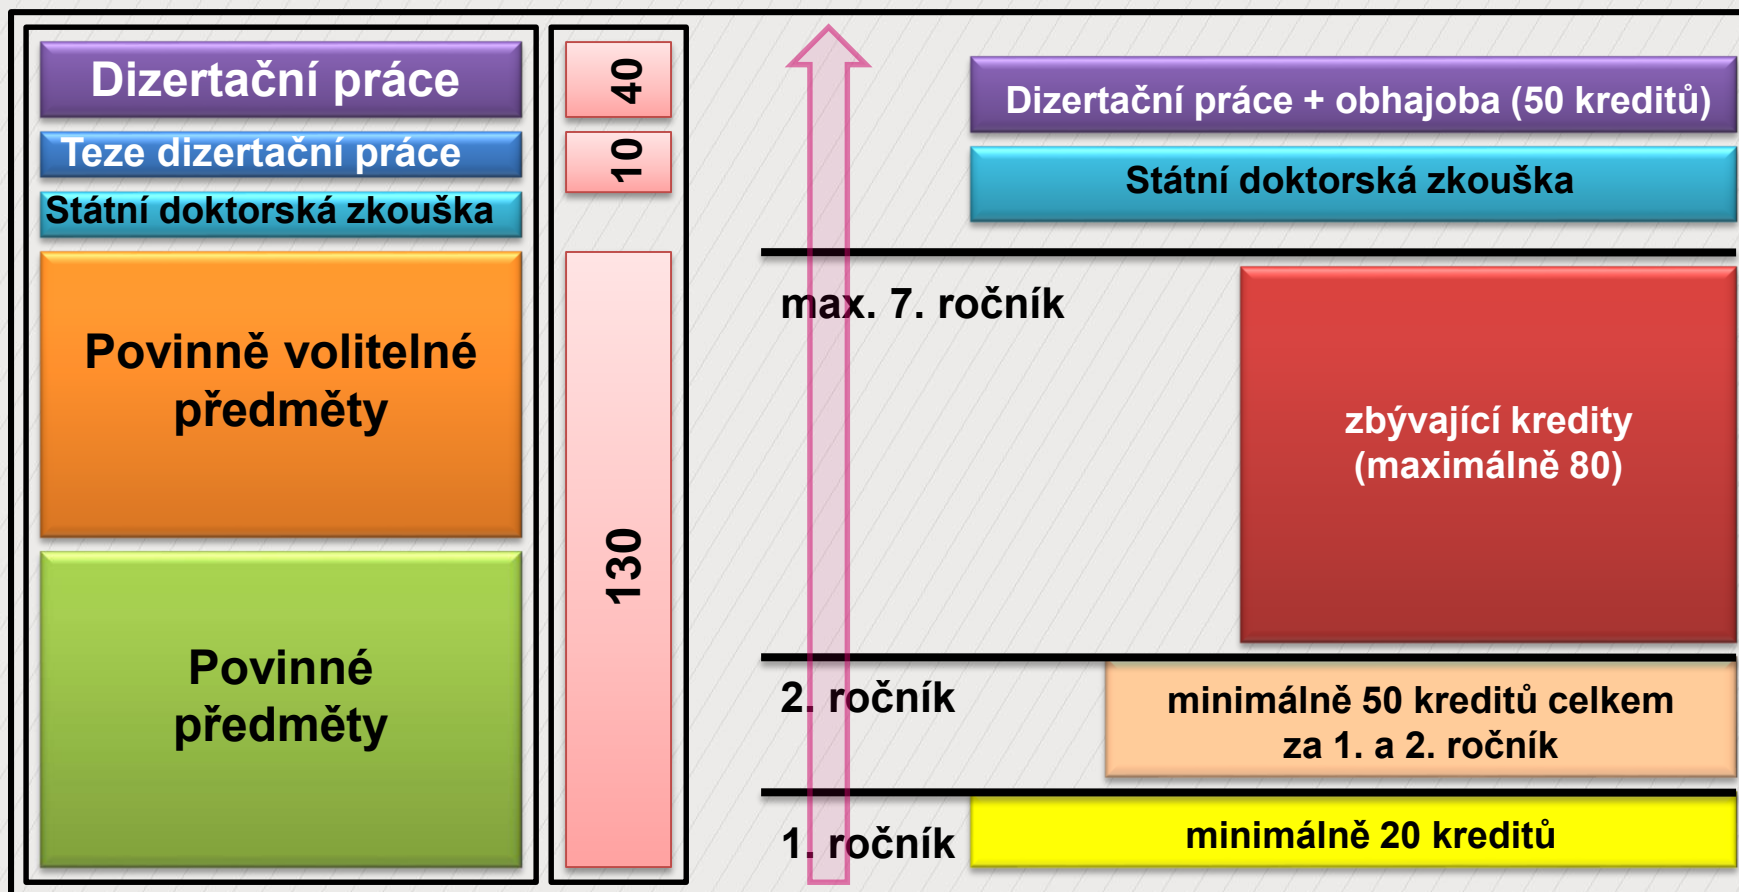 Dizertační práce
Teze dizertační práce
Státní doktorská zkouška
Povinně volitelné
předměty
Povinné
předměty
40
10
130
Dizertační práce + obhajoba (50 kreditů)
Státní doktorská zkouška
max. 7. ročník
zbývající kredity
(maximálně 80)
2. ročník
minimálně 50 kreditů celkem
za 1. a 2. ročník
1. ročník
minimálně 20 kreditů